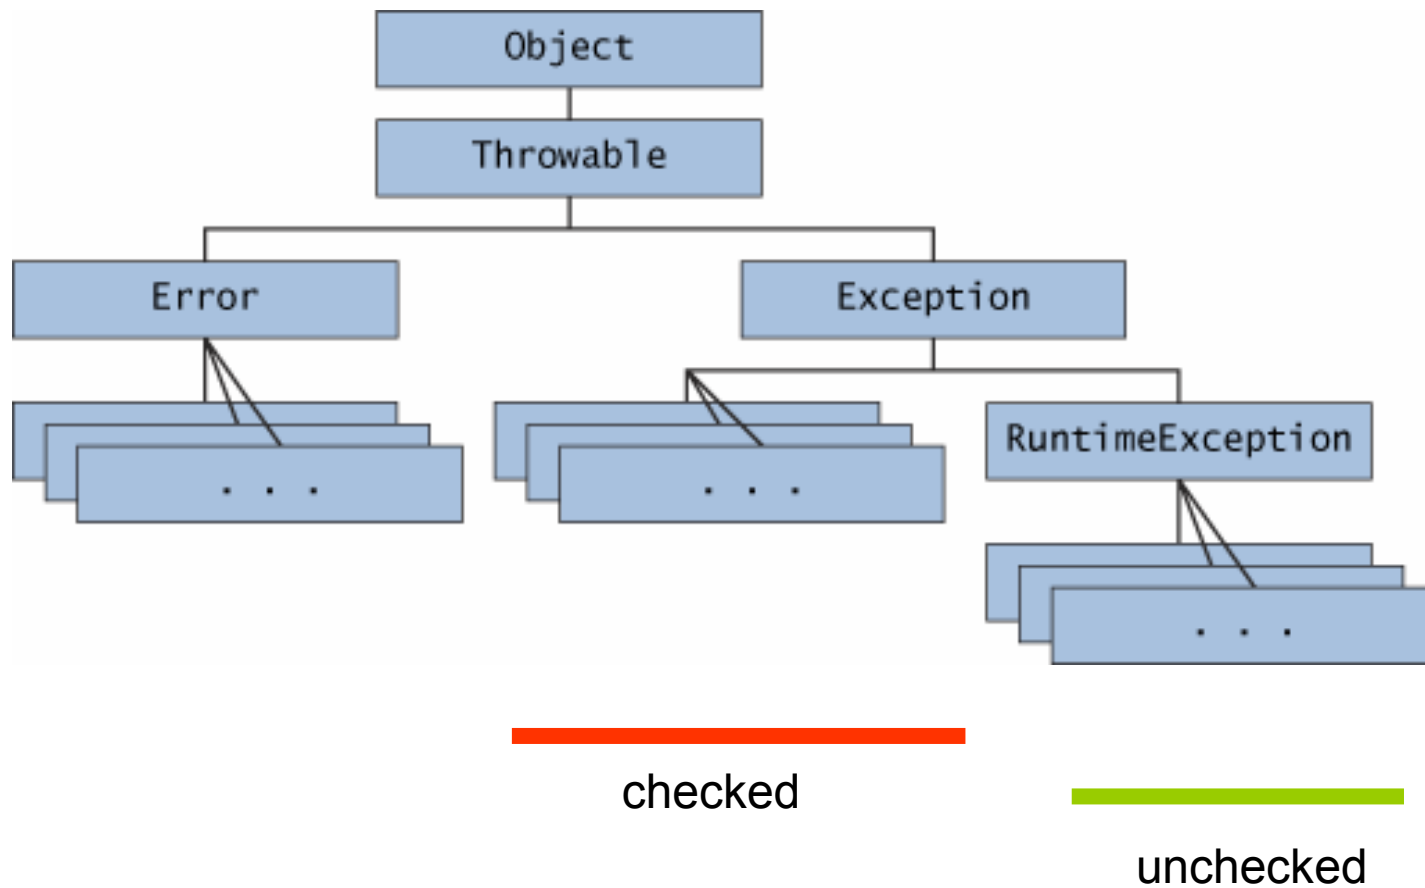 Object
Throwable
Error
Exception
. . .
. . .
RuntimeException
. . .
checked
unchecked